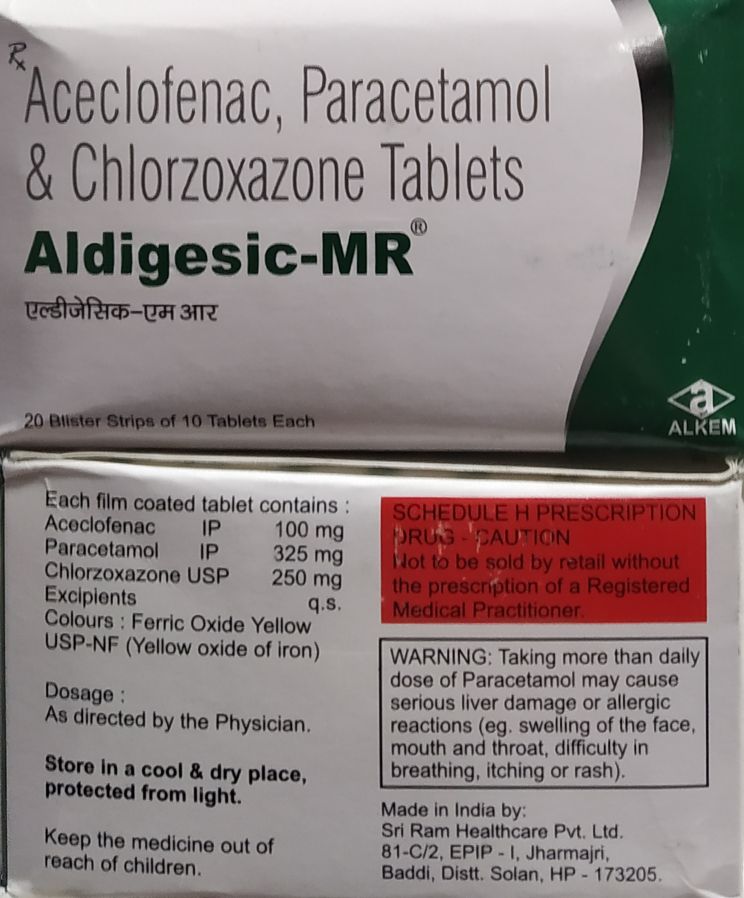 Rx
Aceclofenac, Paracetamol
& Chlorzoxazone Tablets
Aldigesic-MR®
एल्डीजेसिक-एम आर
20 Blister Strips of 10 Tablets Each
a
ALKEM
Each film coated tablet contains :
Aceclofenac IP 100 mg
Paracetamol IP 325 mg
Chlorzoxazone USP 250 mg
Excipients q.s.
Colours : Ferric Oxide Yellow
USP-NF (Yellow oxide of iron)
Dosage :
As directed by the Physician.
Store in a cool & dry place,
protected from light.
Keep the medicine out of
reach of children.
SCHEDULE H PRESCRIPTION
DRUG - CAUTION
Not to be sold by retail without
the prescription of a Registered
Medical Practitioner.
WARNING: Taking more than daily
dose of Paracetamol may cause
serious liver damage or allergic
reactions (eg. swelling of the face,
mouth and throat, difficulty in
breathing, itching or rash).
Made in India by:
Sri Ram Healthcare Pvt. Ltd.
81-C/2, EPIP - I, Jharmajri,
Baddi, Distt. Solan, HP - 173205.